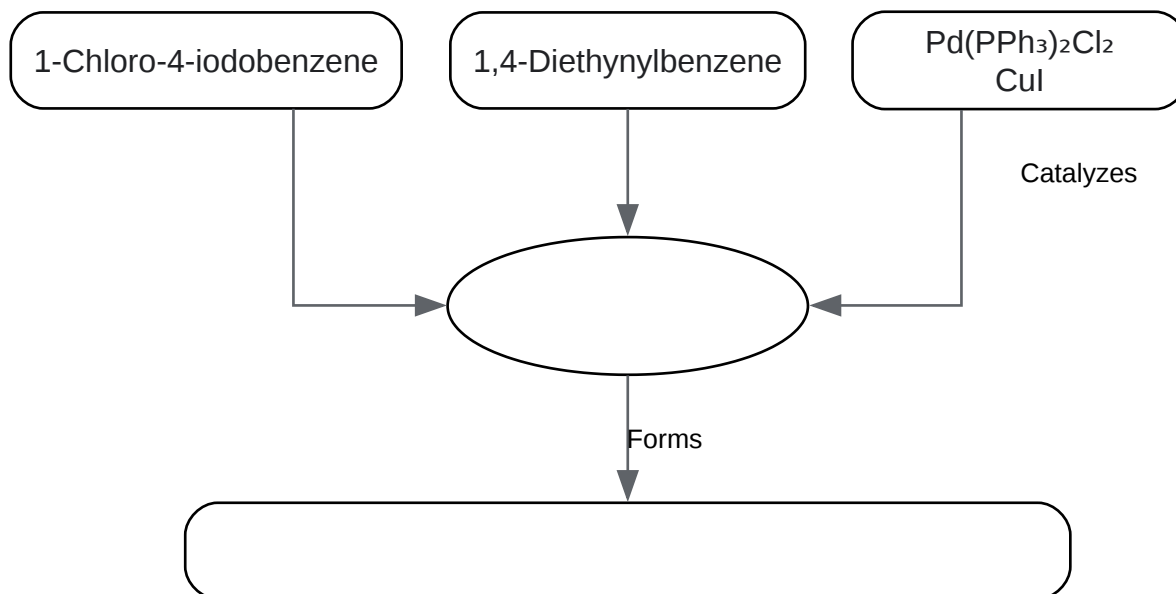 1-Chloro-4-iodobenzene
1,4-Diethynylbenzene
Pd(PPh₃)₂Cl₂
CuI
Catalyzes
Forms